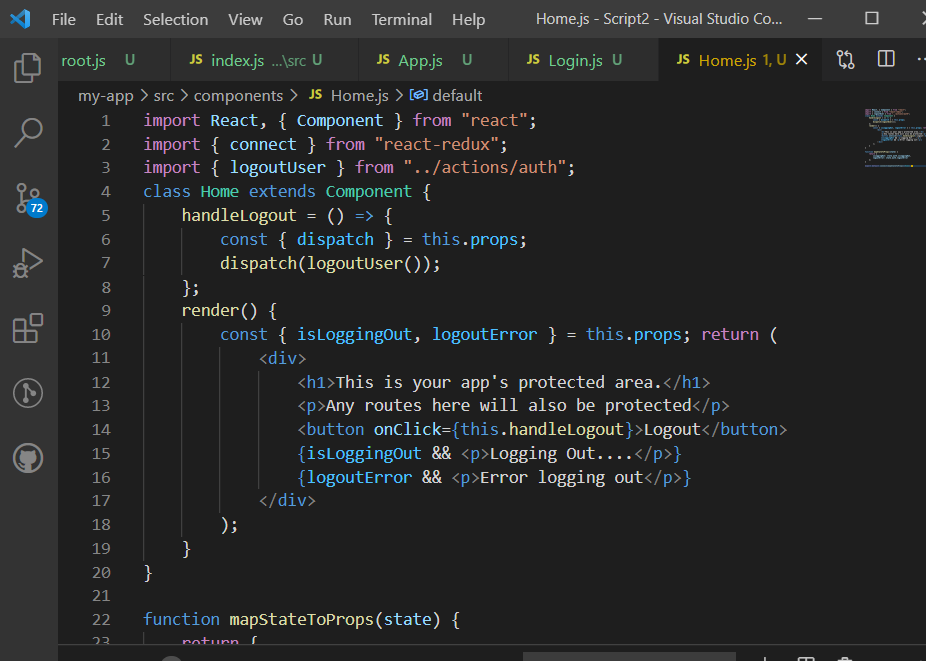 File Edit Selection View Go Run Terminal Help Home.js - Script2 - Visual Studio Co...
root.js U JS index.js ...\src U JS App.js U JS Login.js U JS Home.js 1, U
my-app > src > components > JS Home.js > default
1 import React, { Component } from "react";
2 import { connect } from "react-redux";
3 import { logoutUser } from "../actions/auth";
4 class Home extends Component {
5 handleLogout = () => {
6 const { dispatch } = this.props;
7 dispatch(logoutUser());
8 };
9 render() {
10 const { isLoggingOut, logoutError } = this.props; return (
11 <div>
12 <h1>This is your app's protected area.</h1>
13 <p>Any routes here will also be protected</p>
14 <button onClick={this.handleLogout}>Logout</button>
15 {isLoggingOut && <p>Logging Out....</p>}
16 {logoutError && <p>Error logging out</p>}
17 </div>
18 );
19 }
20 }
21
22 function mapStateToProps(state) {
23 return {
72